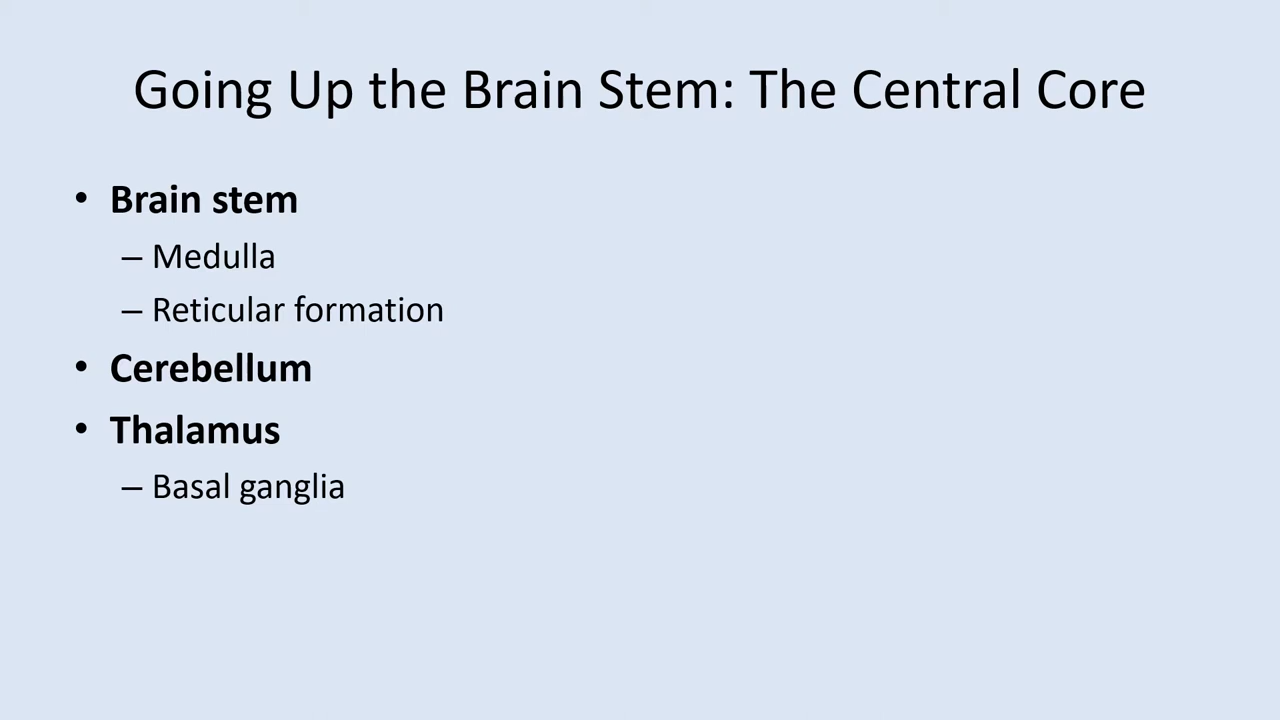 Going Up the Brain Stem: The Central Core
• Brain stem
– Medulla
– Reticular formation
• Cerebellum
• Thalamus
– Basal ganglia